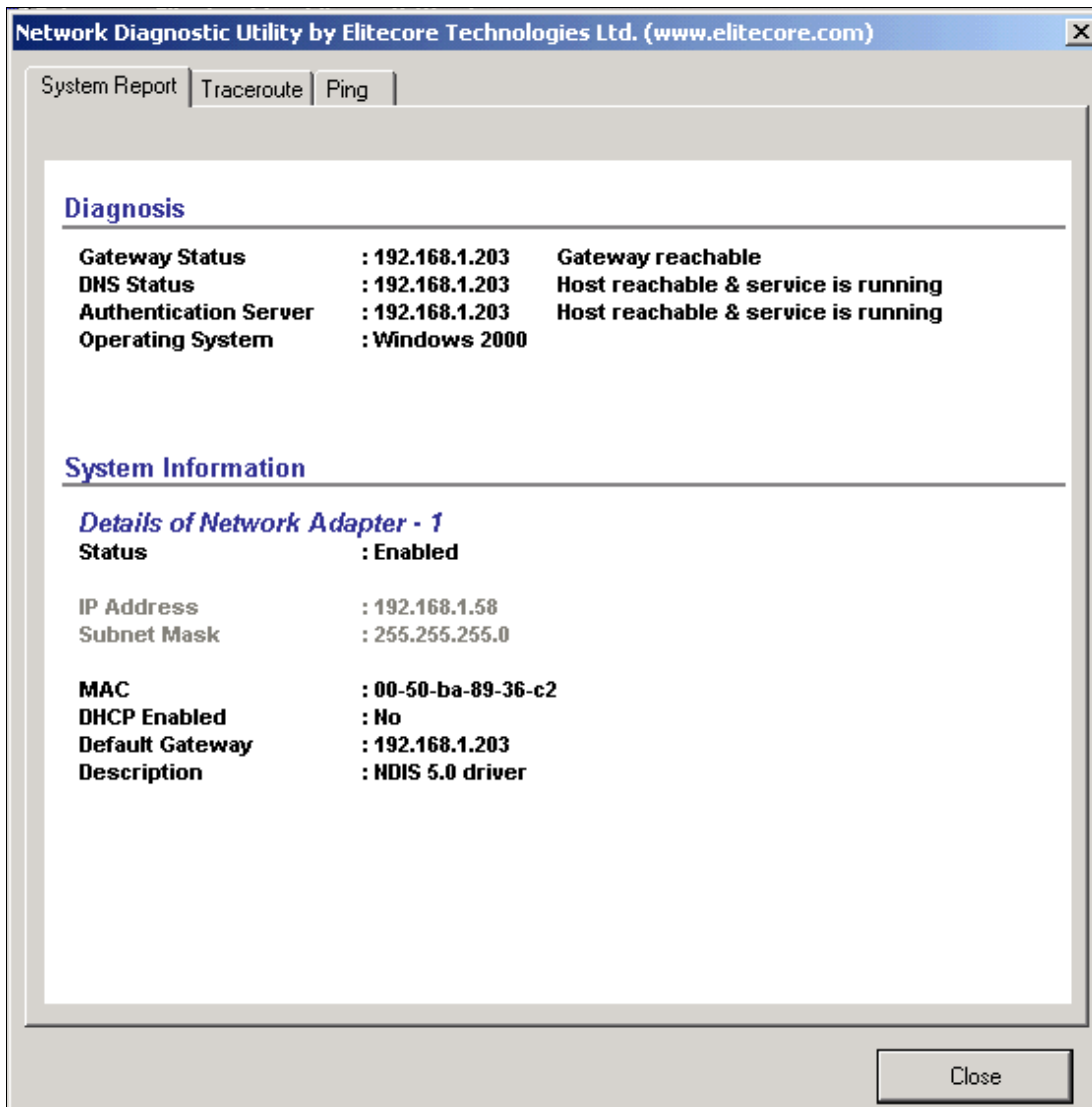 Network Diagnostic Utility by Elitecore Technologies Ltd. (www.elitecore.com)
System Report Traceroute Ping
Diagnosis
Gateway Status : 192.168.1.203 Gateway reachable
DNS Status : 192.168.1.203 Host reachable & service is running
Authentication Server : 192.168.1.203 Host reachable & service is running
Operating System : Windows 2000
System Information
Details of Network Adapter - 1
Status : Enabled
IP Address : 192.168.1.58
Subnet Mask : 255.255.255.0
MAC : 00-50-ba-89-36-c2
DHCP Enabled : No
Default Gateway : 192.168.1.203
Description : NDIS 5.0 driver
Close